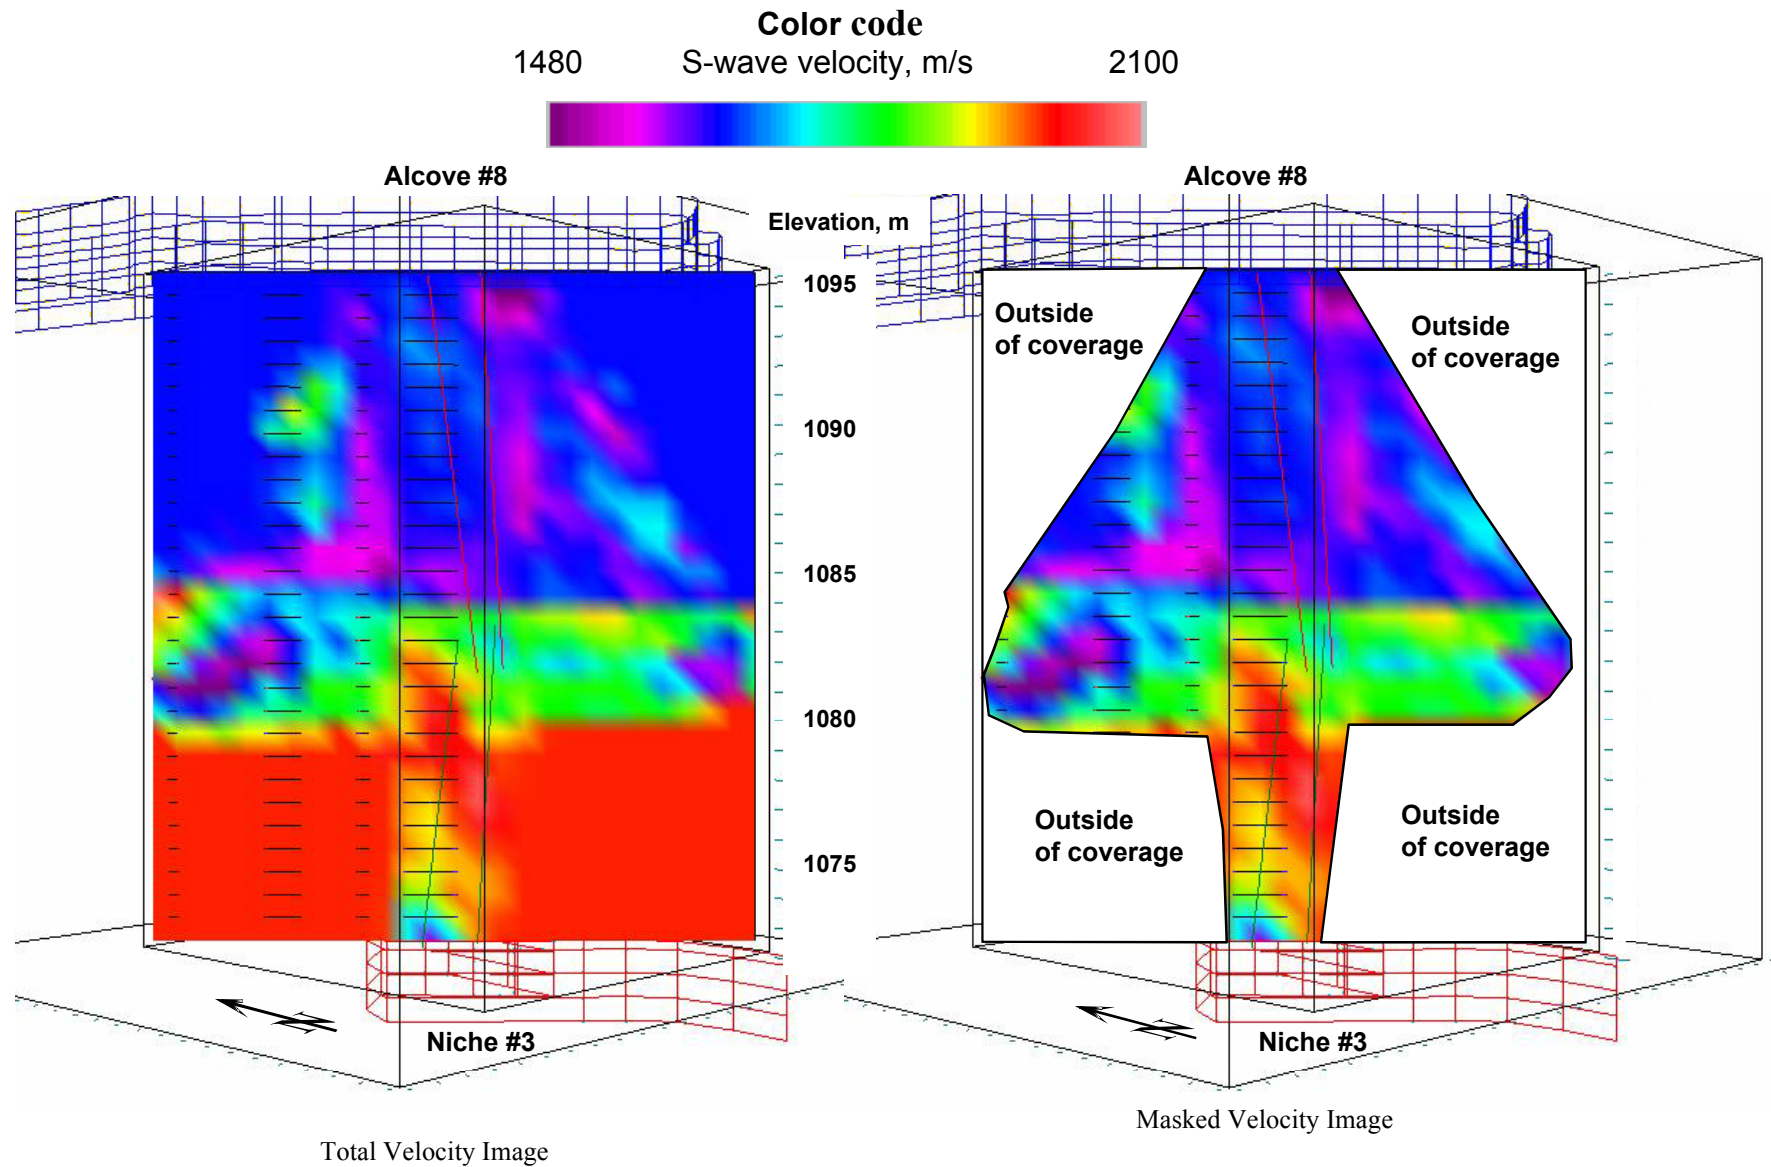 Color code
1480 S-wave velocity, m/s 2100
Alcove #8
Alcove #8
Elevation, m
1095
1090
1085
1080
1075
Outside
of coverage
Outside
of coverage
Outside
of coverage
Outside
of coverage
N
N
Niche #3
Niche #3
Masked Velocity Image
Total Velocity Image